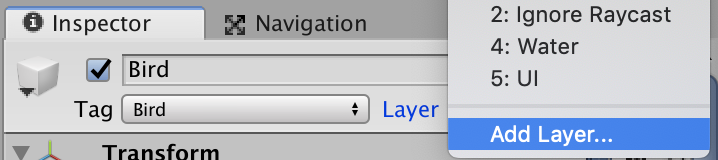 Inspector
Navigation
Bird
Tag
Bird
Layer
Transform
2: Ignore Raycast
4: Water
5: UI
Add Layer...